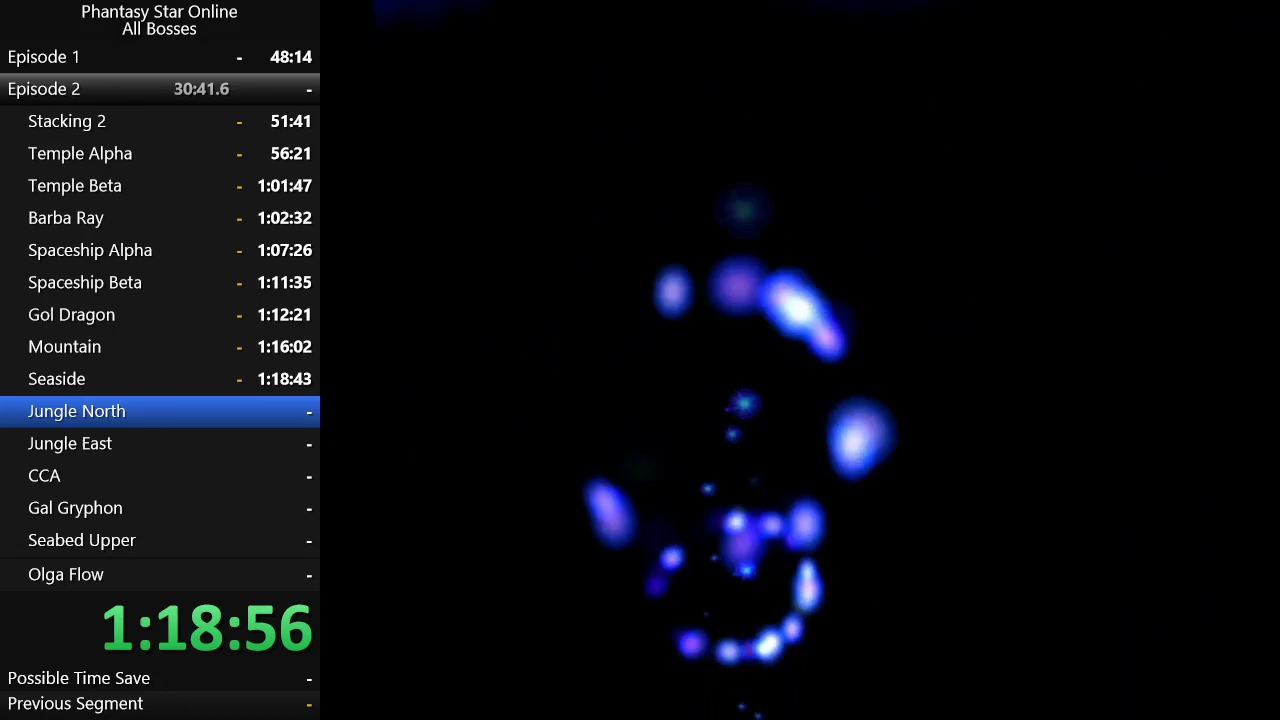 Phantasy Star Online
All Bosses
Episode 1 - 48:14
Episode 2 30:41.6 -
Stacking 2 - 51:41
Temple Alpha - 56:21
Temple Beta - 1:01:47
Barba Ray - 1:02:32
Spaceship Alpha - 1:07:26
Spaceship Beta - 1:11:35
Gol Dragon - 1:12:21
Mountain - 1:16:02
Seaside - 1:18:43
Jungle North -
Jungle East -
CCA -
Gal Gryphon -
Seabed Upper -
Olga Flow -
1:18:56
Possible Time Save -
Previous Segment -